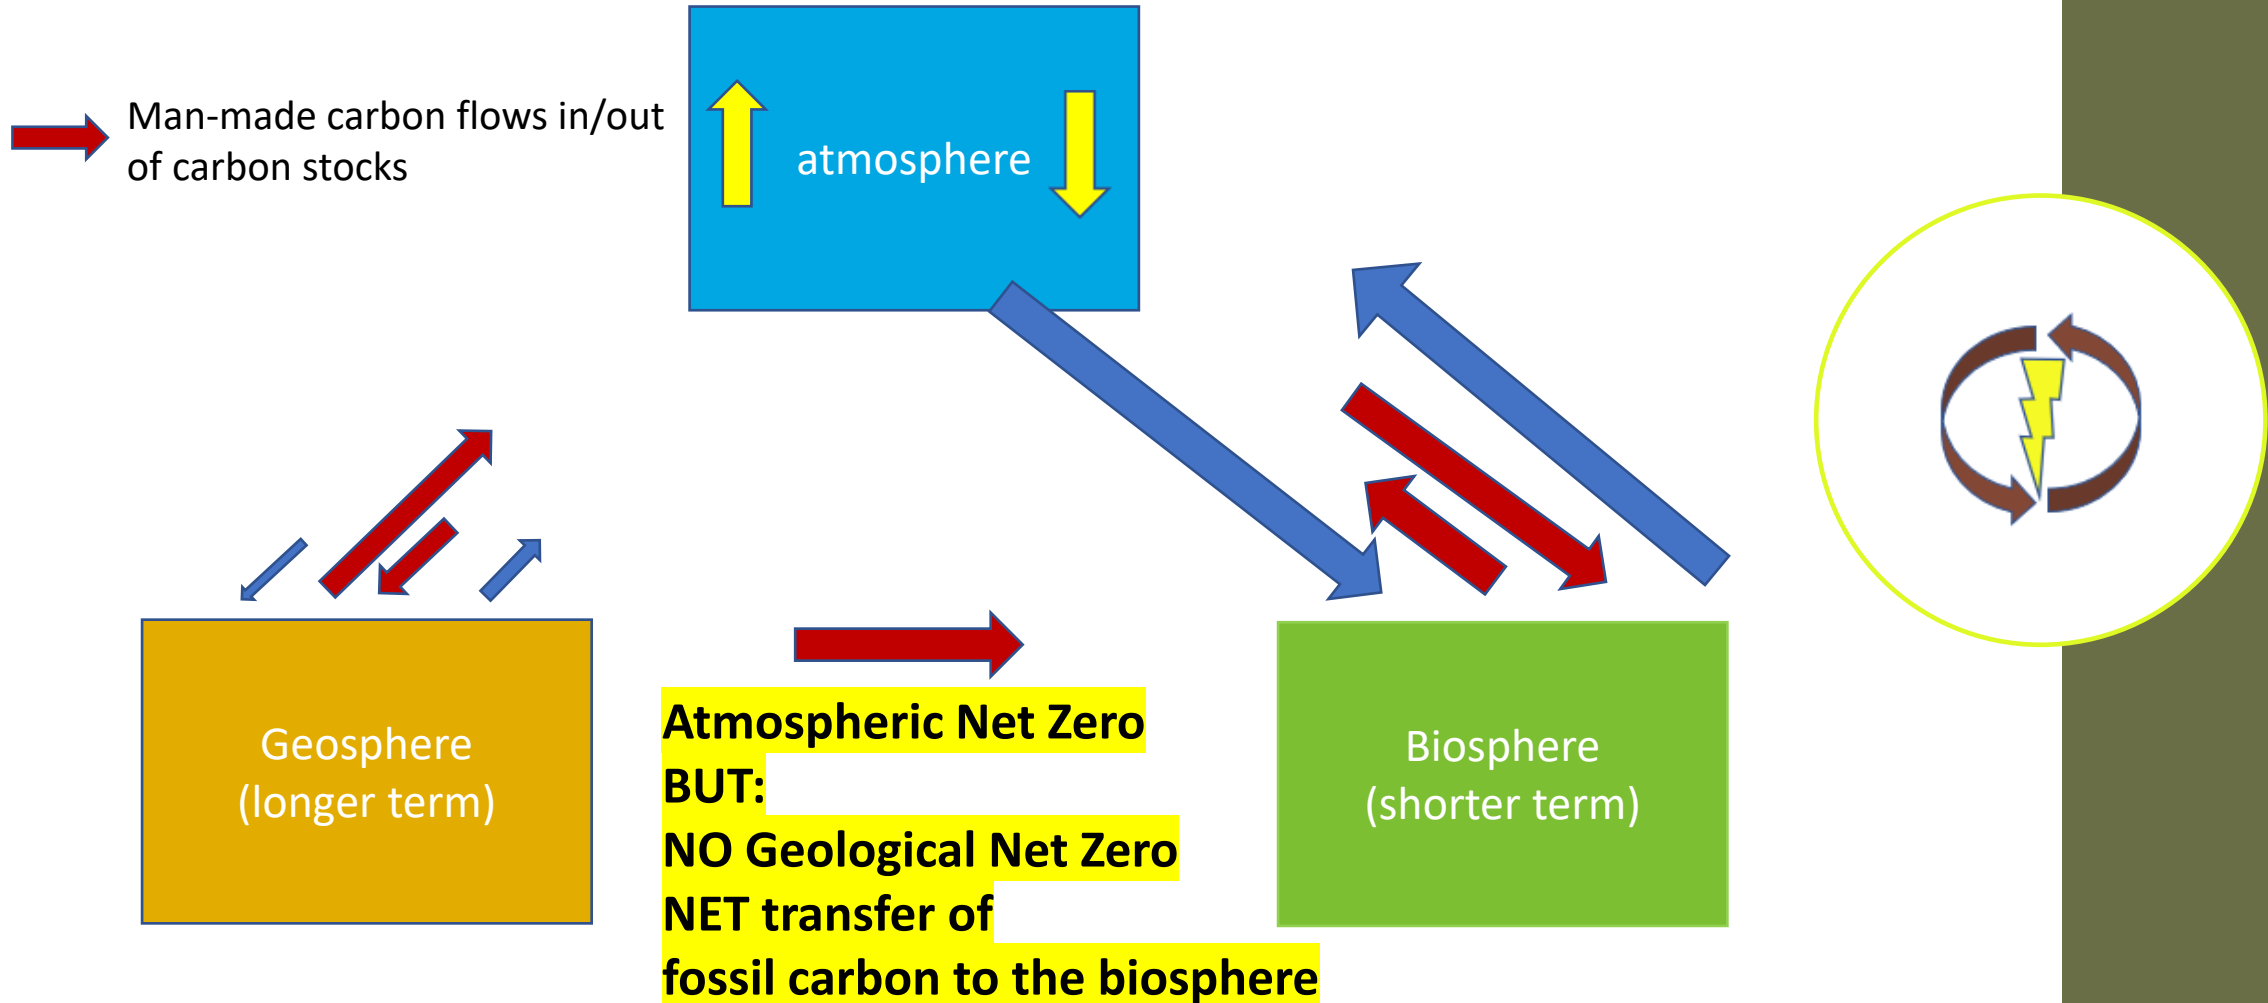 Man-made carbon flows in/out
of carbon stocks
atmosphere
Geosphere
(longer term)
Atmospheric Net Zero
BUT:
NO Geological Net Zero
NET transfer of
fossil carbon to the biosphere
Biosphere
(shorter term)